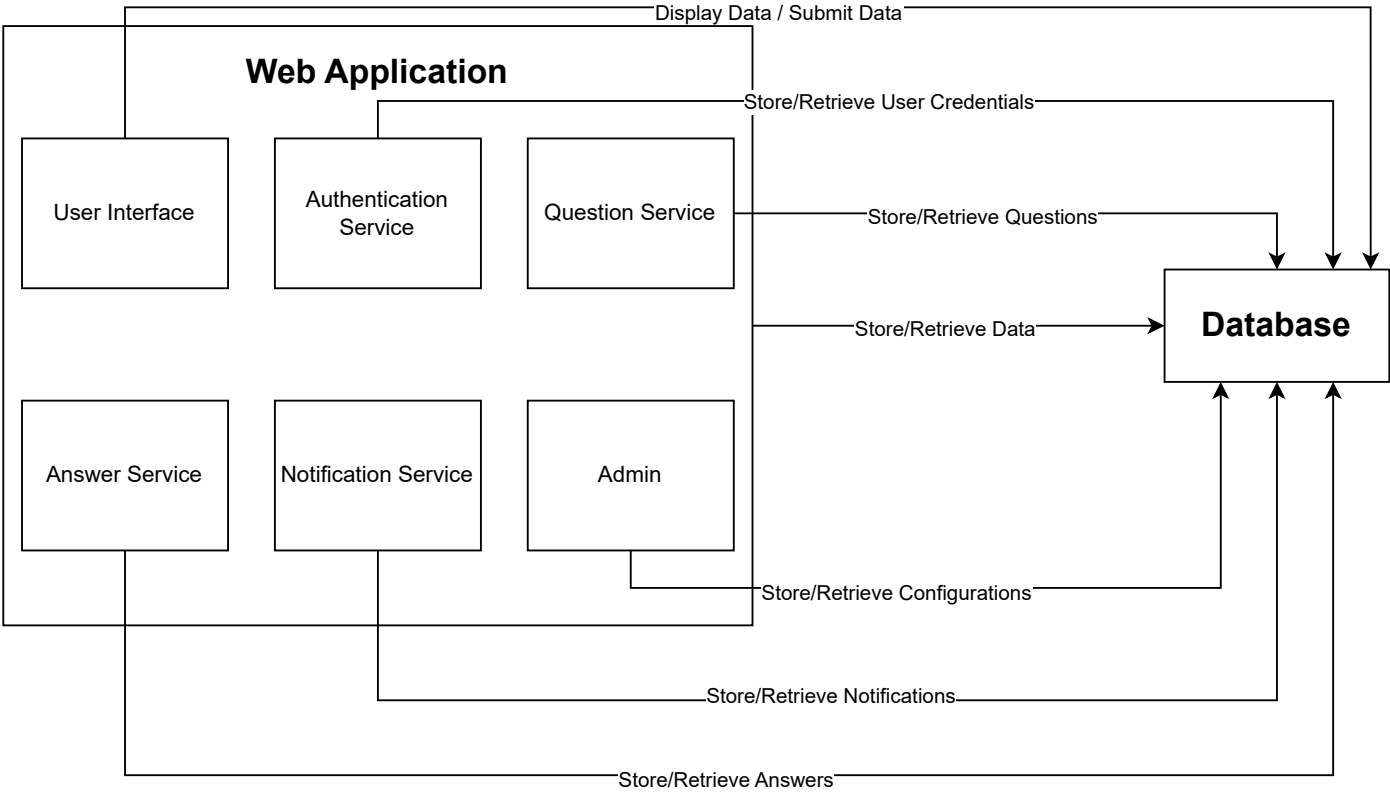 Display Data / Submit Data
Web Application
Store/Retrieve User Credentials
User Interface
Authentication
Service
Question Service
Store/Retrieve Questions
Store/Retrieve Data
Database
Answer Service
Notification Service
Admin
Store/Retrieve Configurations
Store/Retrieve Notifications
Store/Retrieve Answers